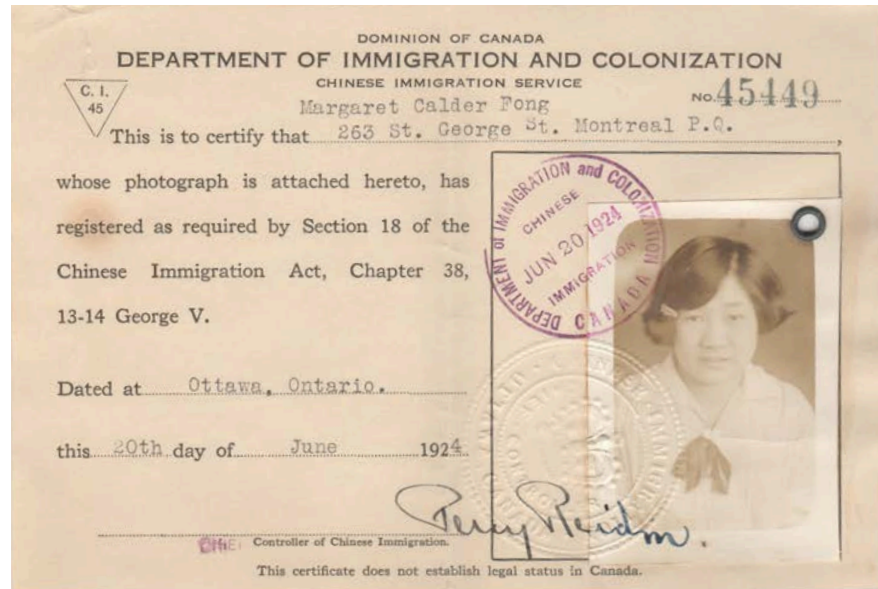 DOMINION OF CANADA
DEPARTMENT OF IMMIGRATION AND COLONIZATION
CHINESE IMMIGRATION SERVICE
C. I.
45
No. 45449
Margaret Calder Fong
This is to certify that 263 St. George St. Montreal P.Q. ,
whose photograph is attached hereto, has
registered as required by Section 18 of the
Chinese Immigration Act, Chapter 38,
13-14 George V.
DEPARTMENT of IMMIGRATION and COLONIZATION
CHINESE
JUN 20 1924
IMMIGRATION
CANADA
Dated at Ottawa, Ontario.
this 20th day of June 1924
Percy Reid
Controller of Chinese Immigration.
This certificate does not establish legal status in Canada.